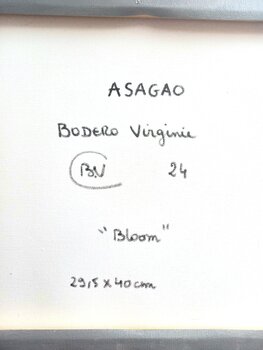 ASAGAO
BODERO Virginie
BV 24
"Bloom"
29,5 x 40 cm